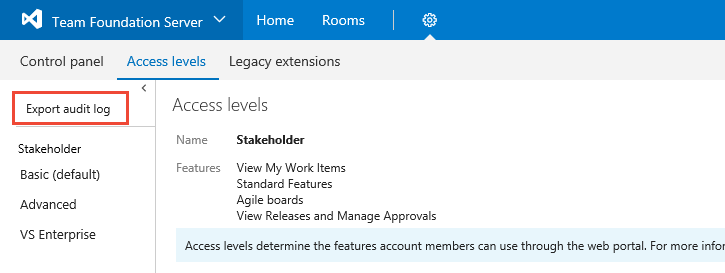 Team Foundation Server Home Rooms
Control panel Access levels Legacy extensions
Export audit log
Stakeholder
Basic (default)
Advanced
VS Enterprise
Access levels
Name Stakeholder
Features View My Work Items
Standard Features
Agile boards
View Releases and Manage Approvals
Access levels determine the features account members can use through the web portal. For more